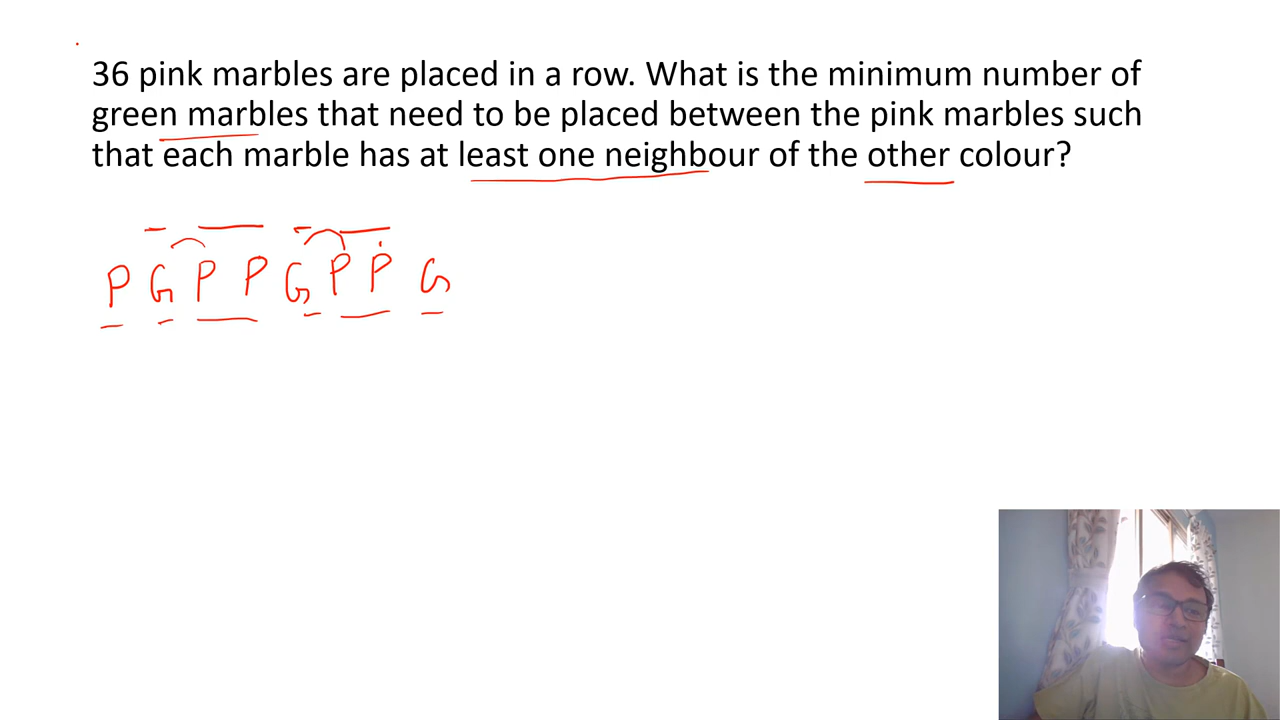 36 pink marbles are placed in a row. What is the minimum number of
green marbles that need to be placed between the pink marbles such
that each marble has at least one neighbour of the other colour?
P G P P G P P G